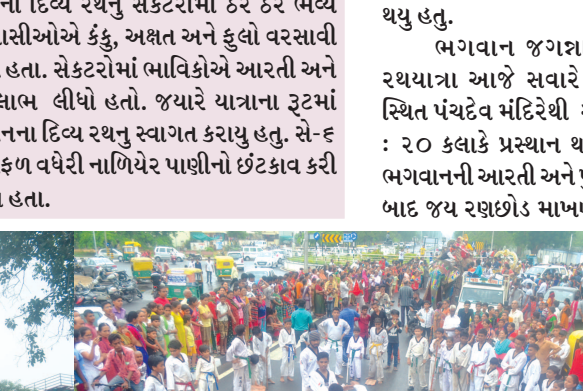 ના દિવ્ય રથનુ સેકટરોમાં ઠેર ઠેર ભવ્ય
ાસીઓએ કંકુ, અક્ષત અને ફુલો વરસાવી
હતા. સેકટરોમાં ભાવિકોએ આરતી અને
લાભ લીધો હતો. જયારે યાત્રાના રૂટમાં
ાનના દિવ્ય રથનુ સ્વાગત કરાયુ હતુ. સે-૬
ફળ વધેરી નાળિયેર પાણીનો છંટકાવ કરી
હતા.
થયુ હતુ.
ભગવાન જગન્ના
રથયાત્રા આજે સવારે
સ્થિત પંચદેવ મંદિરેથી
: ૨૦ કલાકે પ્રસ્થાન થ
ભગવાનની આરતી અને
બાદ જય રણછોડ માખણ